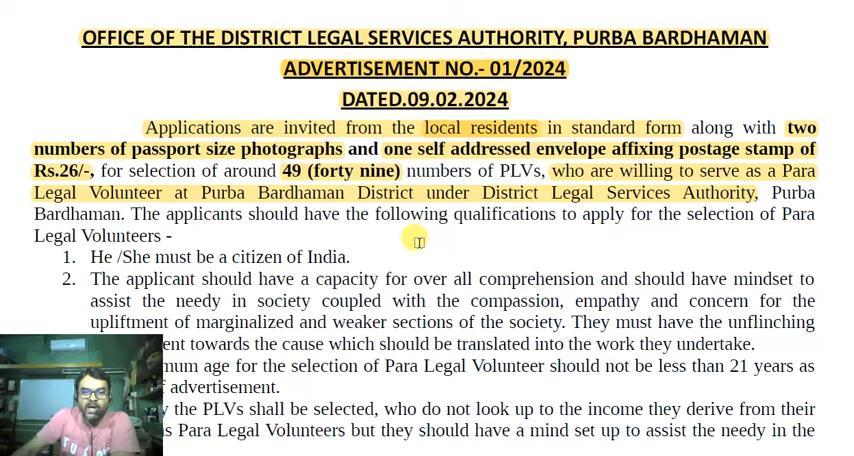 OFFICE OF THE DISTRICT LEGAL SERVICES AUTHORITY, PURBA BARDHAMAN
ADVERTISEMENT NO.- 01/2024
DATED.09.02.2024
Applications are invited from the local residents in standard form along with two
numbers of passport size photographs and one self addressed envelope affixing postage stamp of
Rs.26/-, for selection of around 49 (forty nine) numbers of PLVs, who are willing to serve as a Para
Legal Volunteer at Purba Bardhaman District under District Legal Services Authority, Purba
Bardhaman. The applicants should have the following qualifications to apply for the selection of Para
Legal Volunteers -
1. He /She must be a citizen of India.
2. The applicant should have a capacity for over all comprehension and should have mindset to
assist the needy in society coupled with the compassion, empathy and concern for the
upliftment of marginalized and weaker sections of the society. They must have the unflinching
ent towards the cause which should be translated into the work they undertake.
mum age for the selection of Para Legal Volunteer should not be less than 21 years as
f advertisement.
y the PLVs shall be selected, who do not look up to the income they derive from their
as Para Legal Volunteers but they should have a mind set up to assist the needy in the